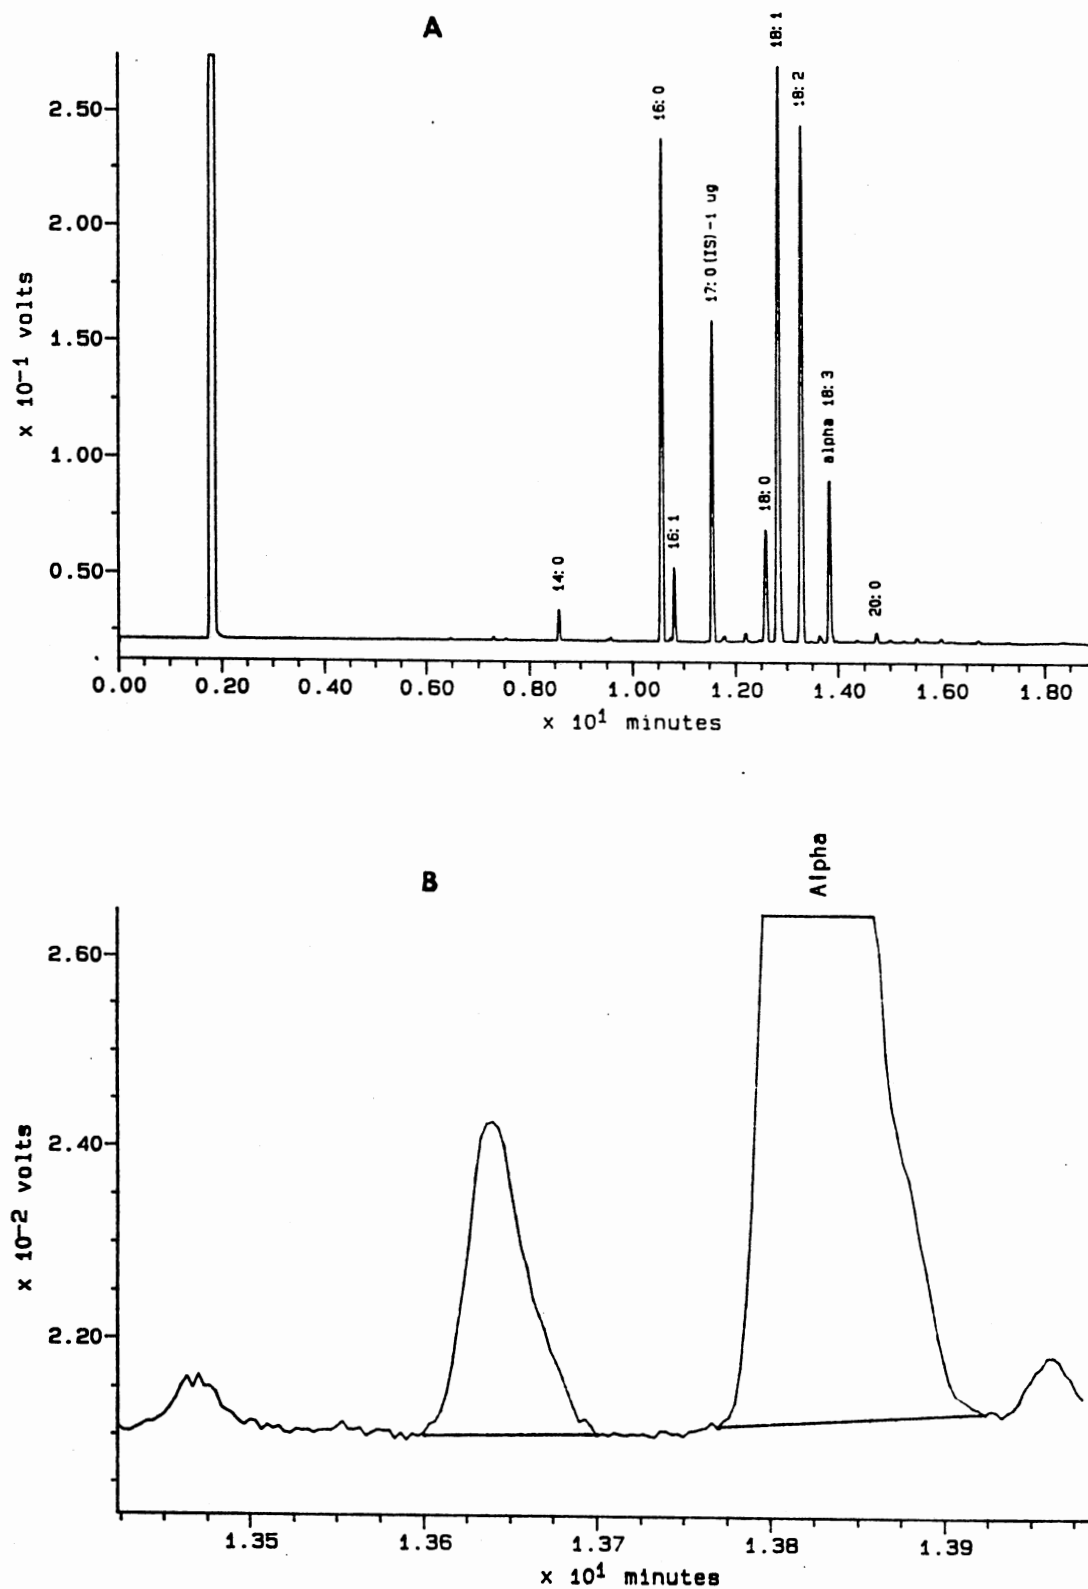 A
x 10-1 volts
2.50
2.00
1.50
1.00
0.50
14:0
16:0
16:1
17:0(IS)-1 ug
18:0
18:1
18:2
alpha 18:3
20:0
0.00 0.20 0.40 0.60 0.80 1.00 1.20 1.40 1.60 1.80
x 10¹ minutes
B
Alpha
x 10-2 volts
2.60
2.40
2.20
1.35 1.36 1.37 1.38 1.39
x 10¹ minutes